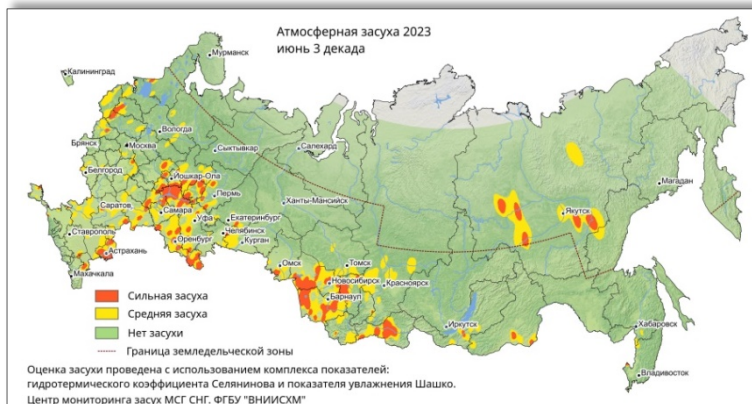 Атмосферная засуха 2023
июнь 3 декада
Мурманск
Калининград
Вологда
Брянск
Москва
Сыктывкар
Салехард
Магадан
Белгород
Йошкар-Ола
Пермь
Якутск
Саратов
Самара
Ханты-Мансийск
Уфа
Екатеринбург
Ставрополь
Челябинск
Оренбург
Курган
Астрахань
Омск
Томск
Махачкала
Новосибирск
Красноярск
Барнаул
Иркутск
Хабаровск
Владивосток
Сильная засуха
Средняя засуха
Нет засухи
Граница земледельческой зоны
Оценка засухи проведена с использованием комплекса показателей:
гидротермического коэффициента Селянинова и показателя увлажнения Шашко.
Центр мониторинга засух МСГ СНГ. ФГБУ "ВНИИСХМ"